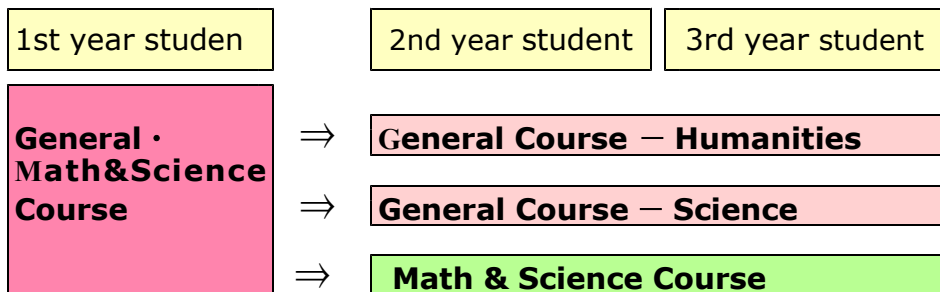 1st year studen
2nd year student
3rd year student
General・
Math&Science
Course
⇒ General Course － Humanities
⇒ General Course － Science
⇒ Math & Science Course